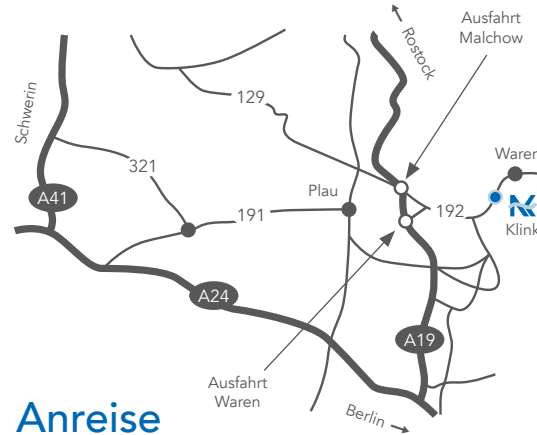 Ausfahrt
Malchow
Rostock
129
Schwerin
321
Waren
A41
Plau
191
192
Klink
A24
A19
Ausfahrt
Waren
Berlin
Anreise